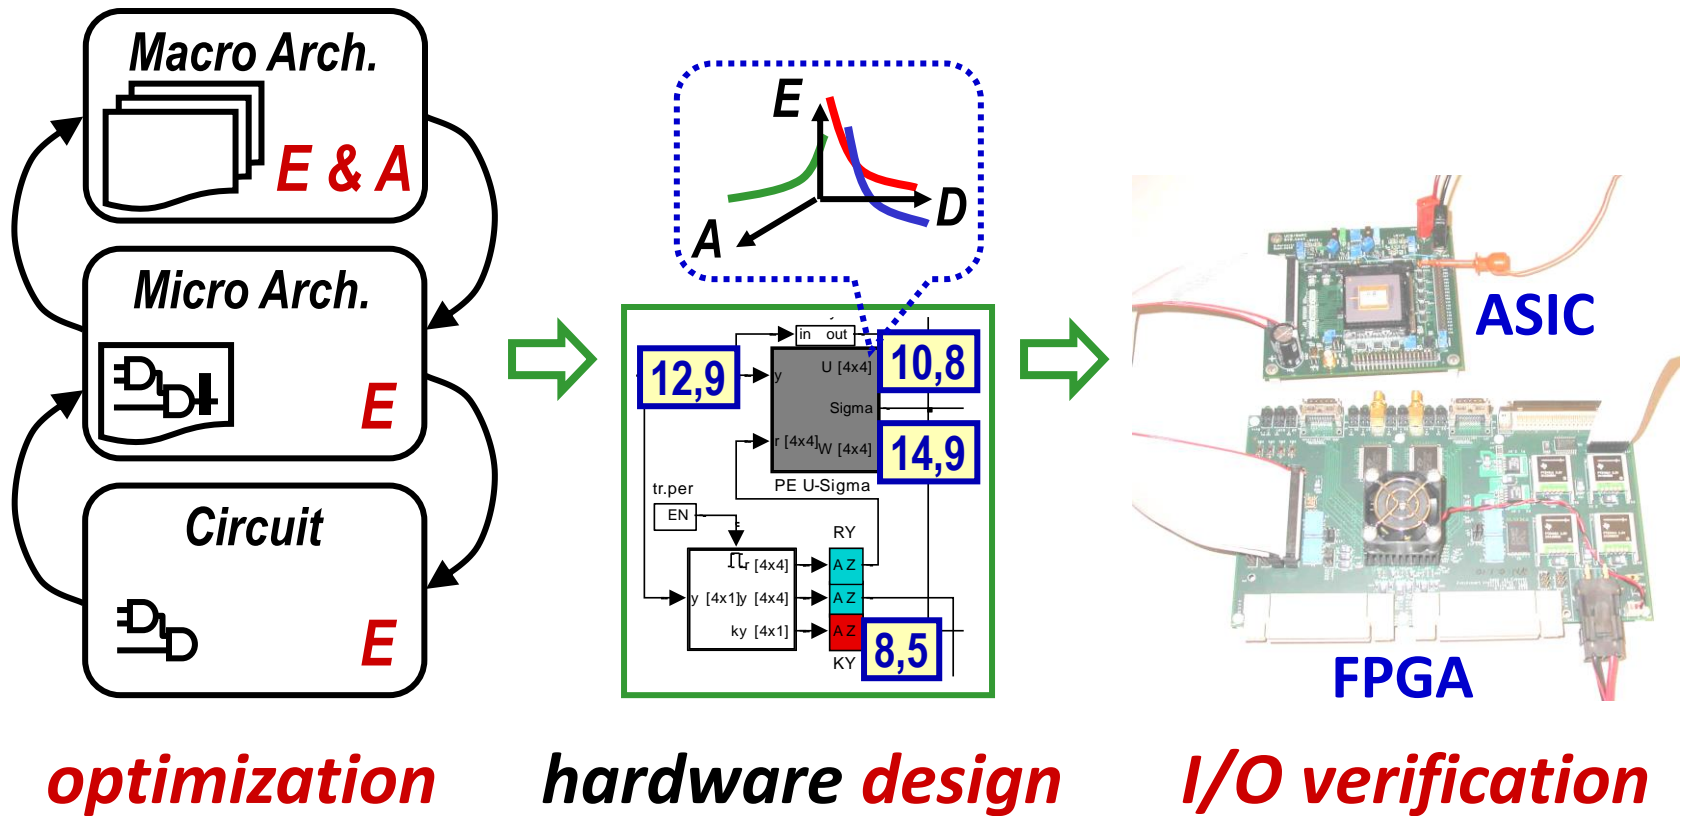 Macro Arch.
E & A
Micro Arch.
E
Circuit
E
optimization
E
D
A
in out
12,9
10,8
y
U [4x4]
Sigma
r [4x4]
W [4x4]
14,9
PE U-Sigma
tr.per
EN
RY
r [4x4]
A Z
y [4x1]
y [4x4]
A Z
ky [4x1]
A Z
8,5
KY
hardware design
ASIC
FPGA
I/O verification